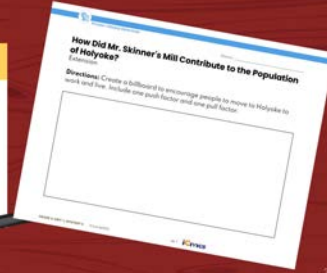 How Did Mr. Skinner's Mill Contribute to the Population
of Holyoke?
Extension
Directions: Create a billboard to encourage people to move to Holyoke to
work and live. Include one push factor and one pull factor.